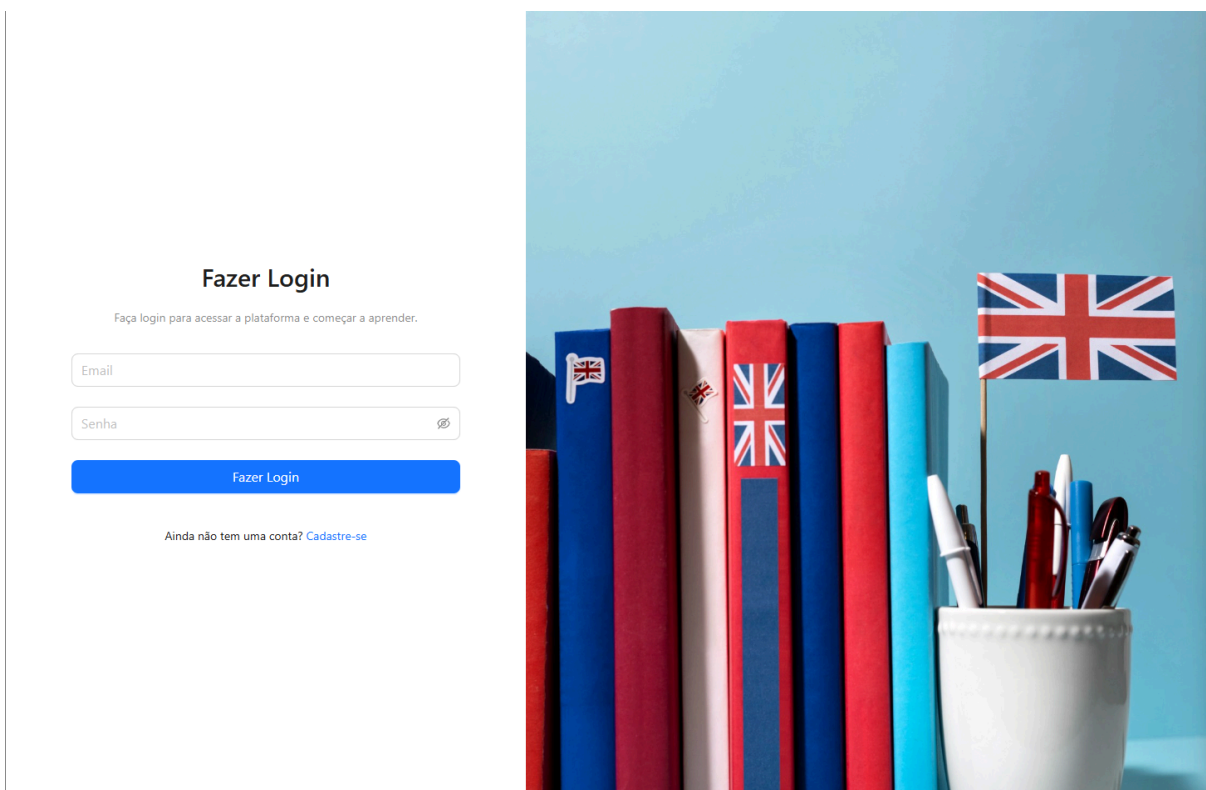 Fazer Login
Faça login para acessar a plataforma e começar a aprender.
Email
Senha
Fazer Login
Ainda não tem uma conta? Cadastre-se